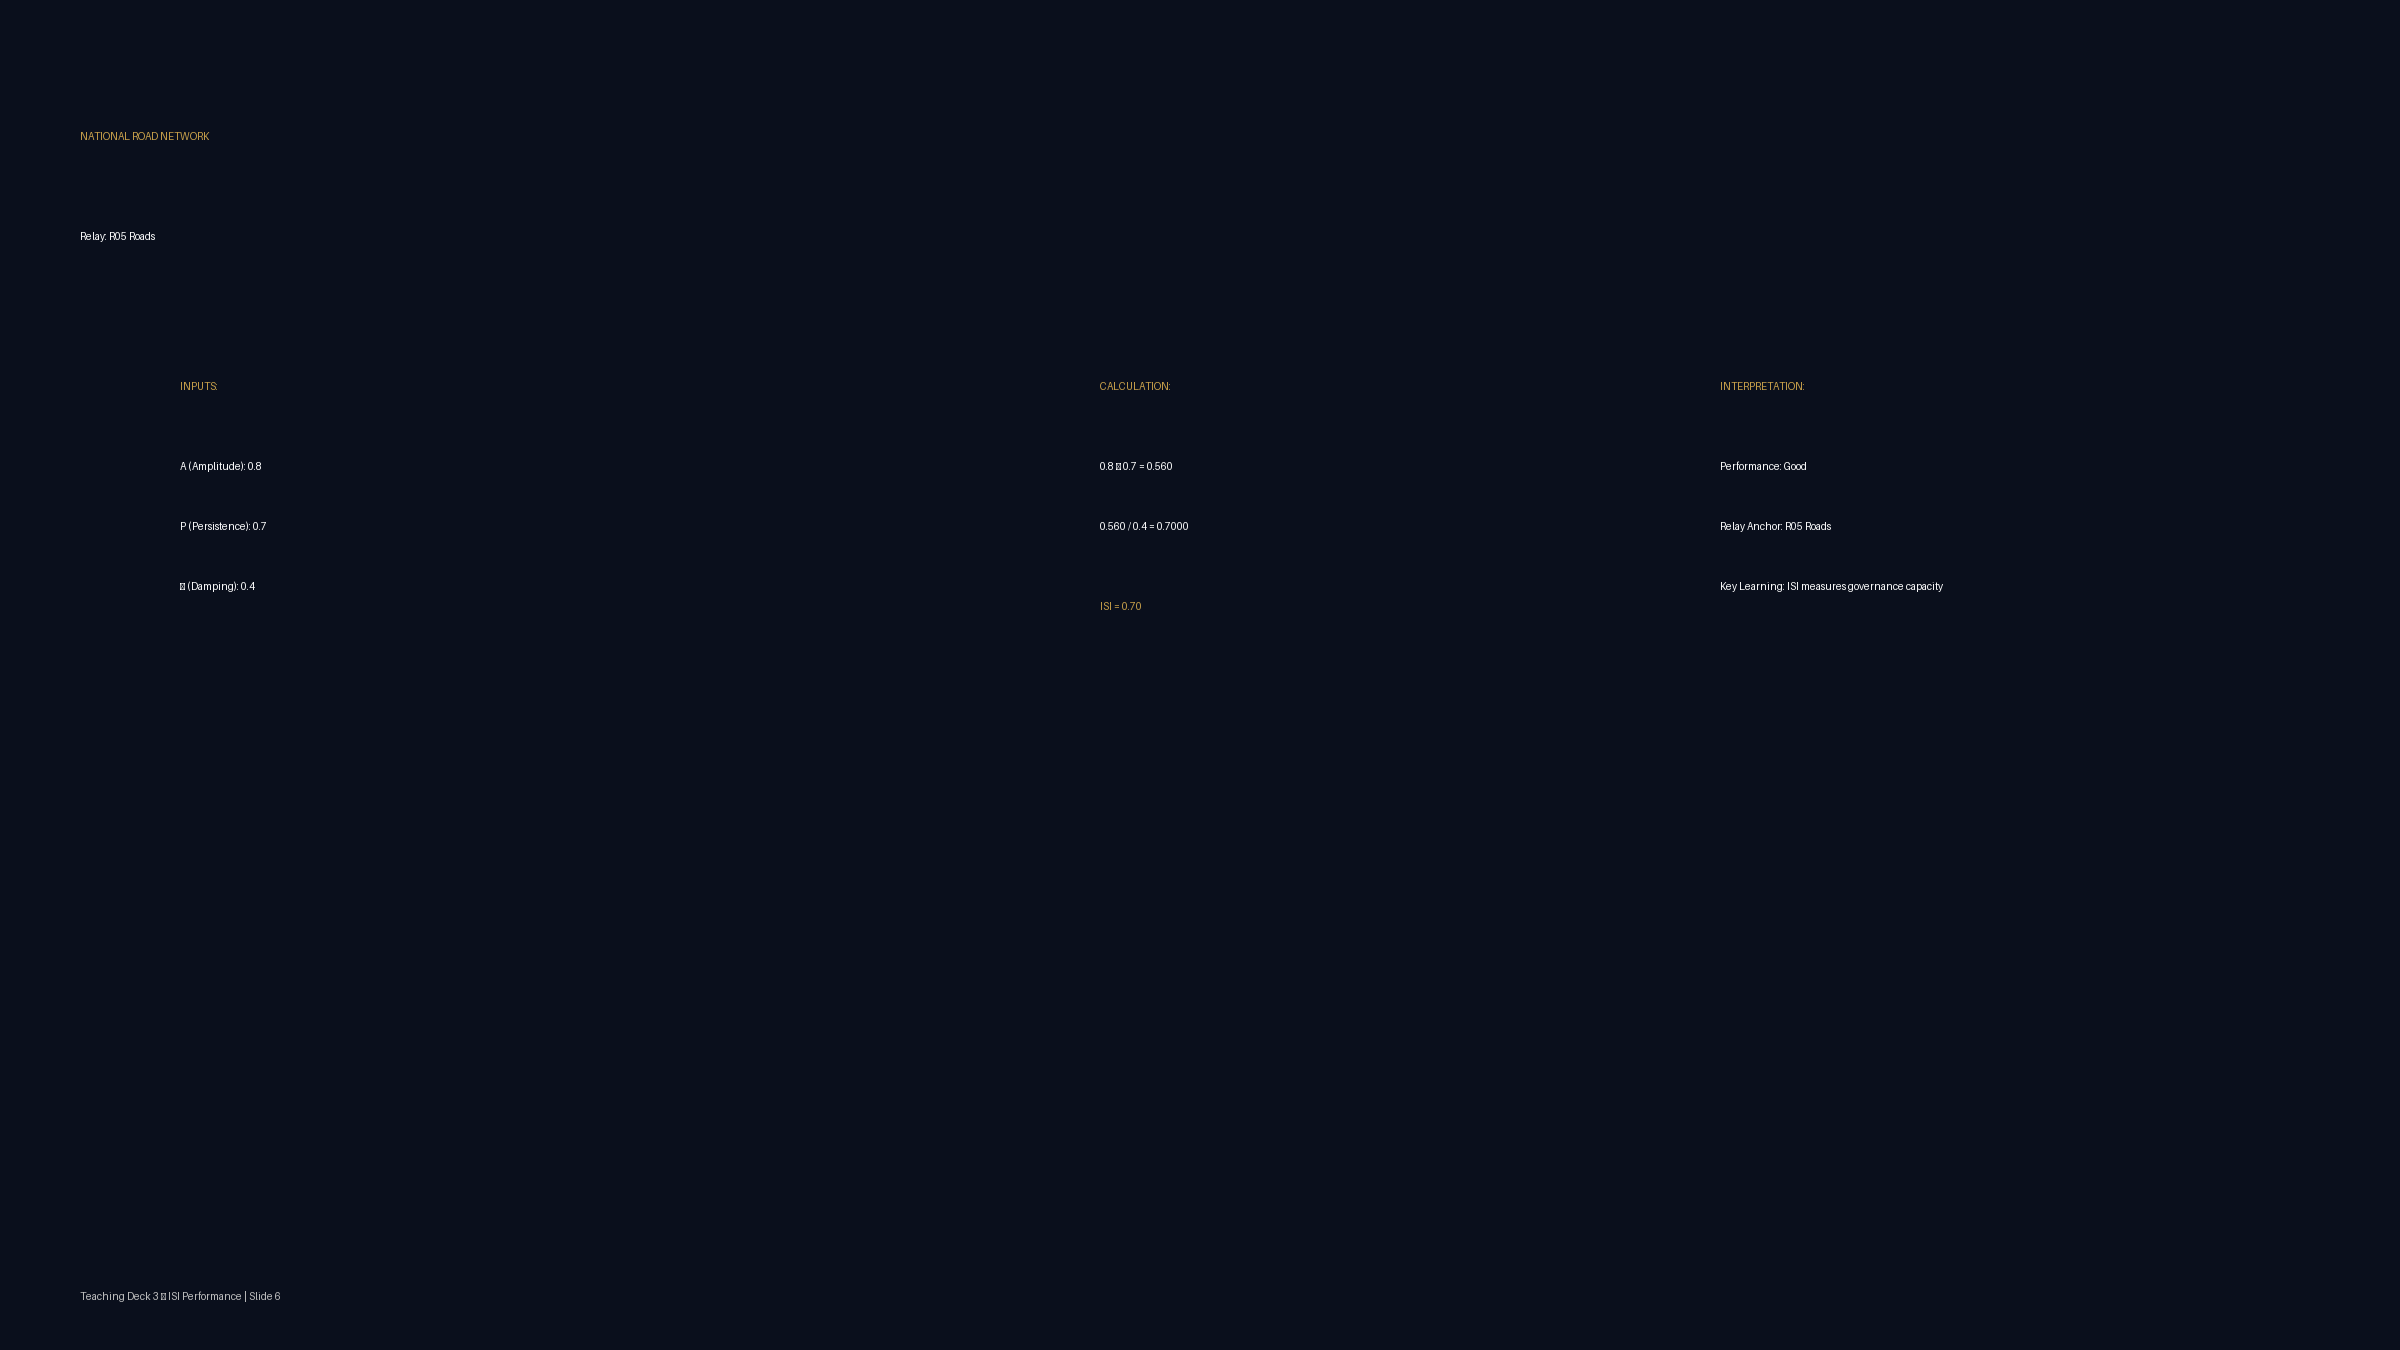 NATIONAL ROAD NETWORK
Relay: R05 Roads
INPUTS:
A (Amplitude): 0.8
P (Persistence): 0.7
▯ (Damping): 0.4
CALCULATION:
0.8 ▯ 0.7 = 0.560
0.560 / 0.4 = 0.7000
ISI = 0.70
INTERPRETATION:
Performance: Good
Relay Anchor: R05 Roads
Key Learning: ISI measures governance capacity
Teaching Deck 3 ▯ ISI Performance | Slide 6